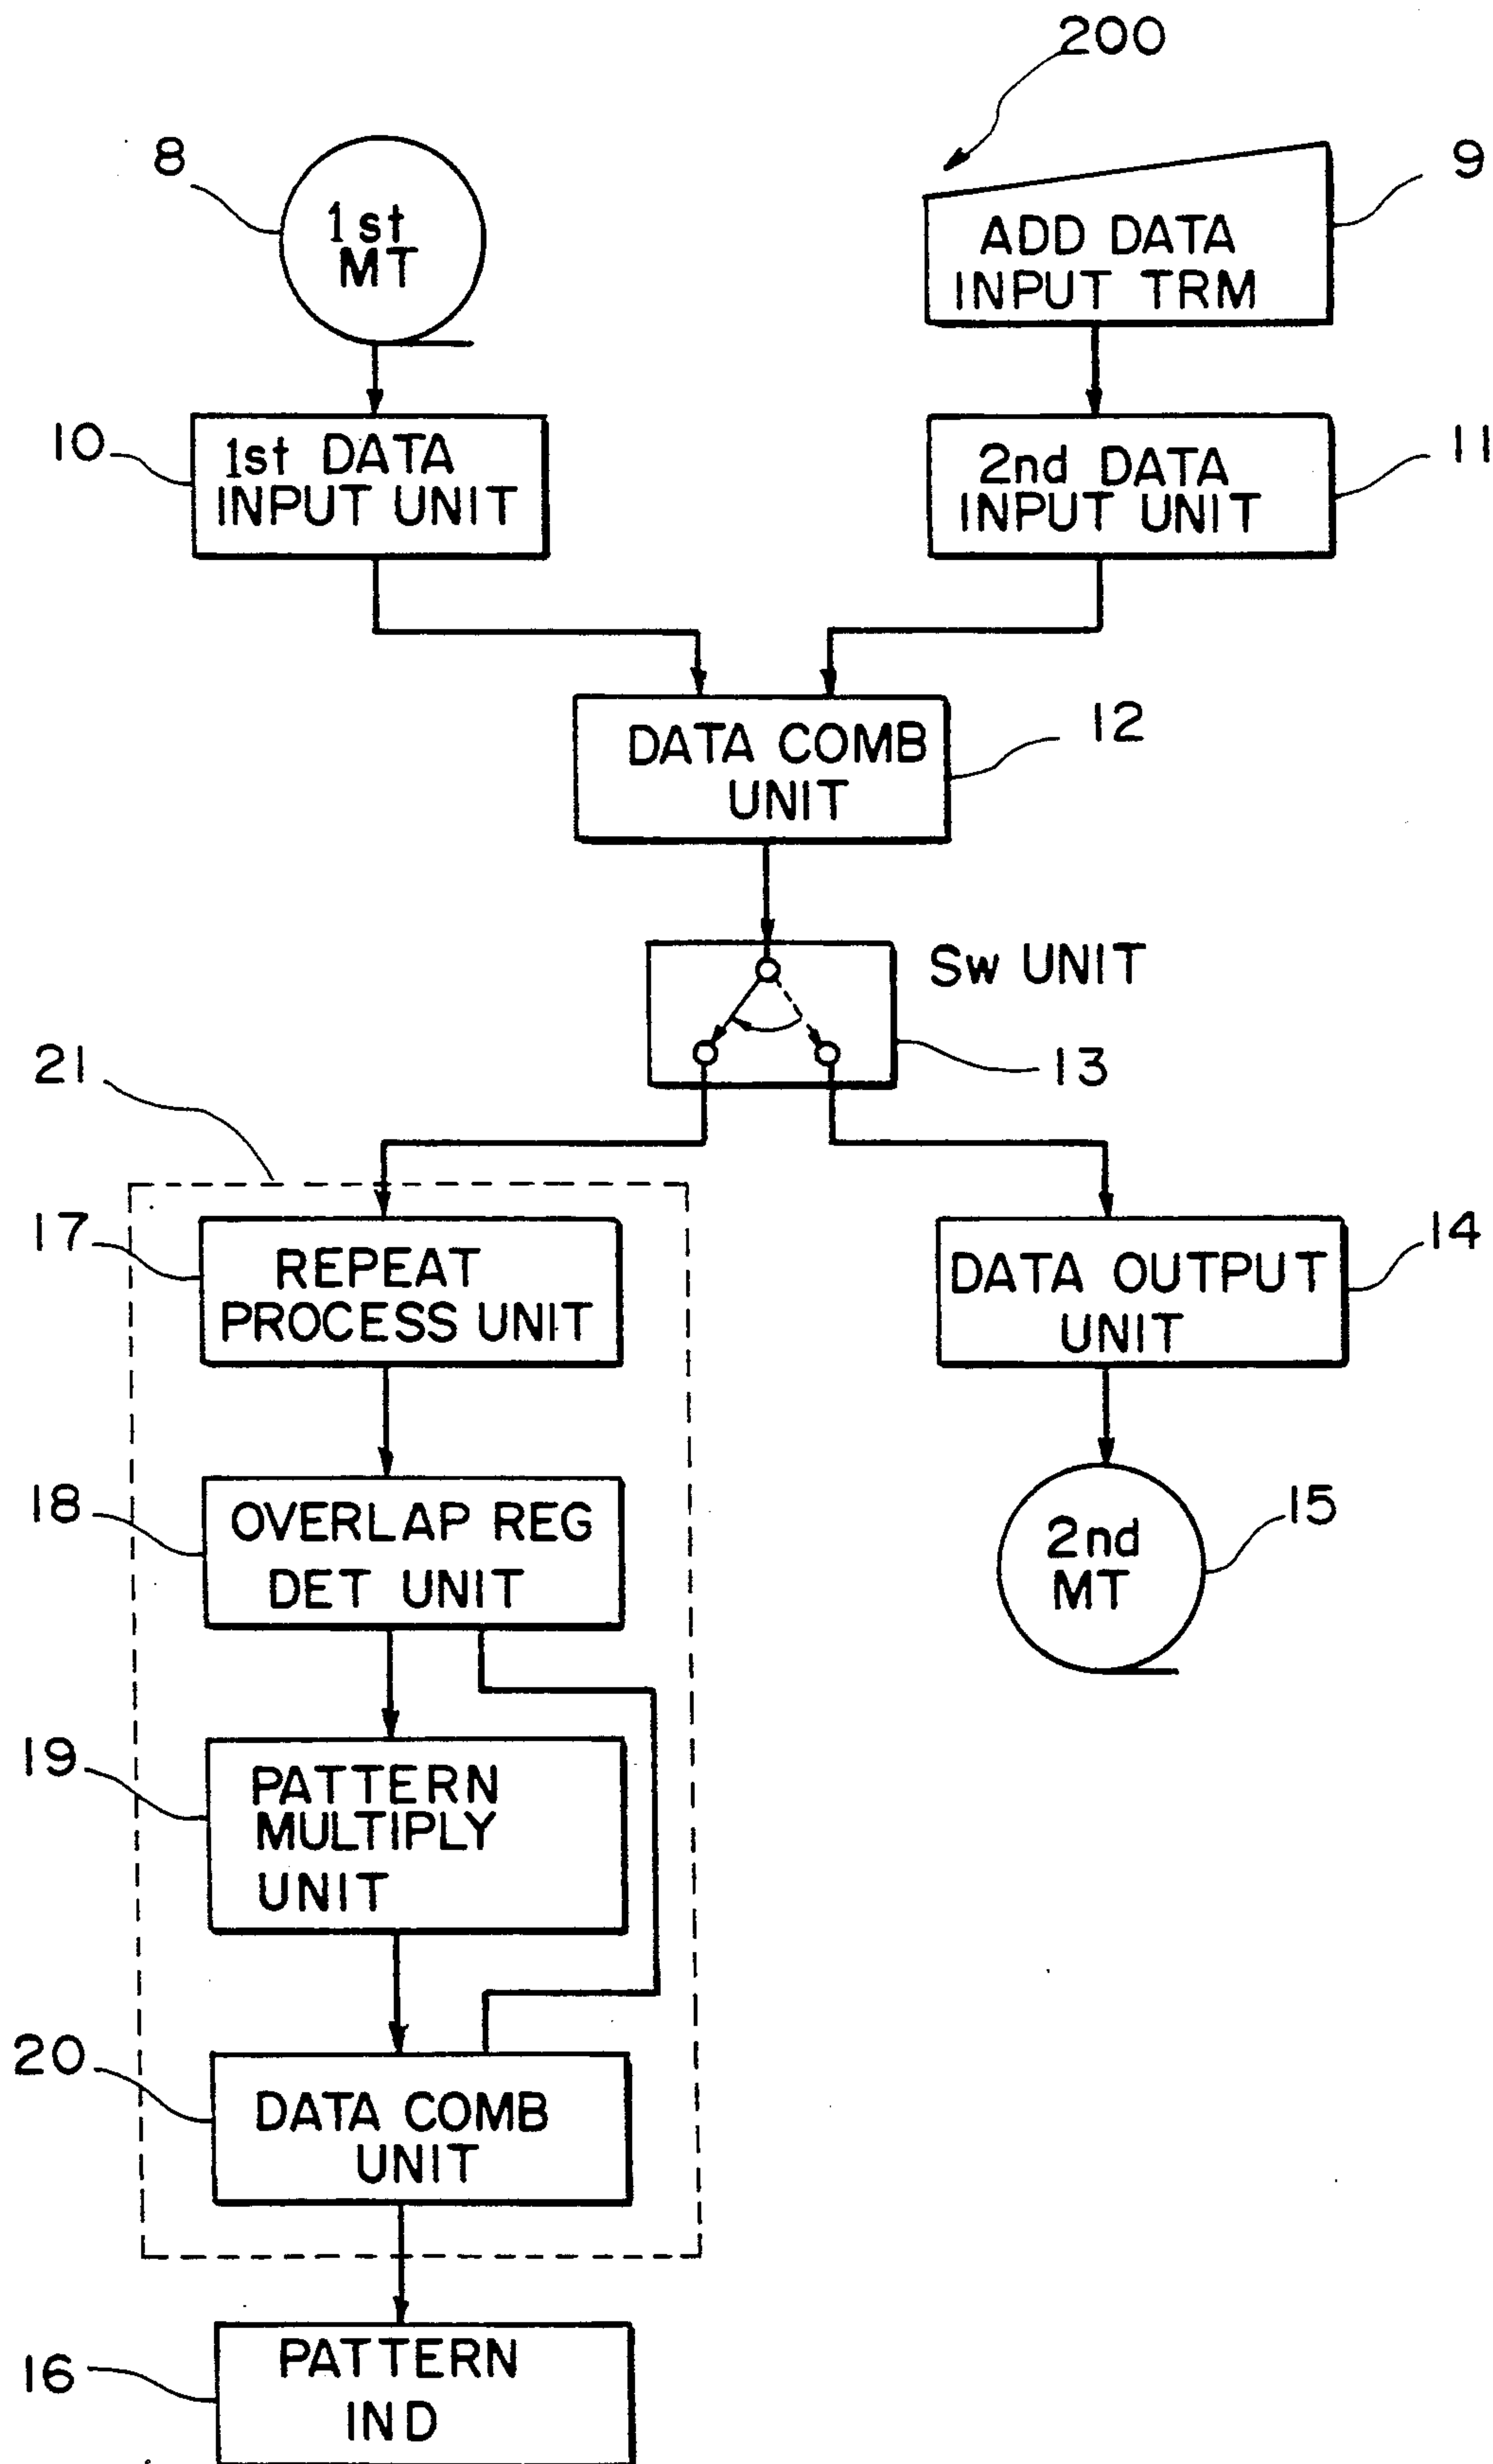 200
8
1st
MT
9
ADD DATA
INPUT TRM
10
1st DATA
INPUT UNIT
11
2nd DATA
INPUT UNIT
12
DATA COMB
UNIT
Sw UNIT
13
21
17
REPEAT
PROCESS UNIT
14
DATA OUTPUT
UNIT
18
OVERLAP REG
DET UNIT
15
2nd
MT
19
PATTERN
MULTIPLY
UNIT
20
DATA COMB
UNIT
16
PATTERN
IND